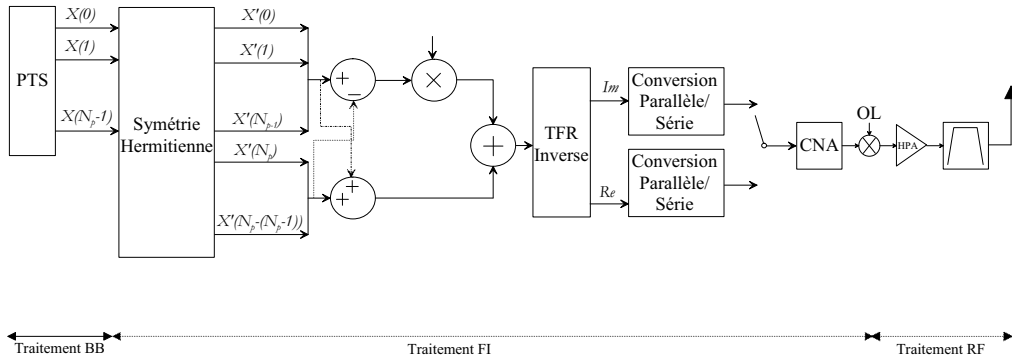 X(0)
X(1)
X(N_p-1)
PTS
Symétrie
Hermitienne
X'(0)
X'(1)
X'(N_{p-1})
X'(N_p)
X'(N_p-(N_p-1))
+
−
+
+
×
+
TFR
Inverse
Im
Re
Conversion
Parallèle/
Série
Conversion
Parallèle/
Série
CNA
OL
×
HPA
Traitement BB
Traitement FI
Traitement RF